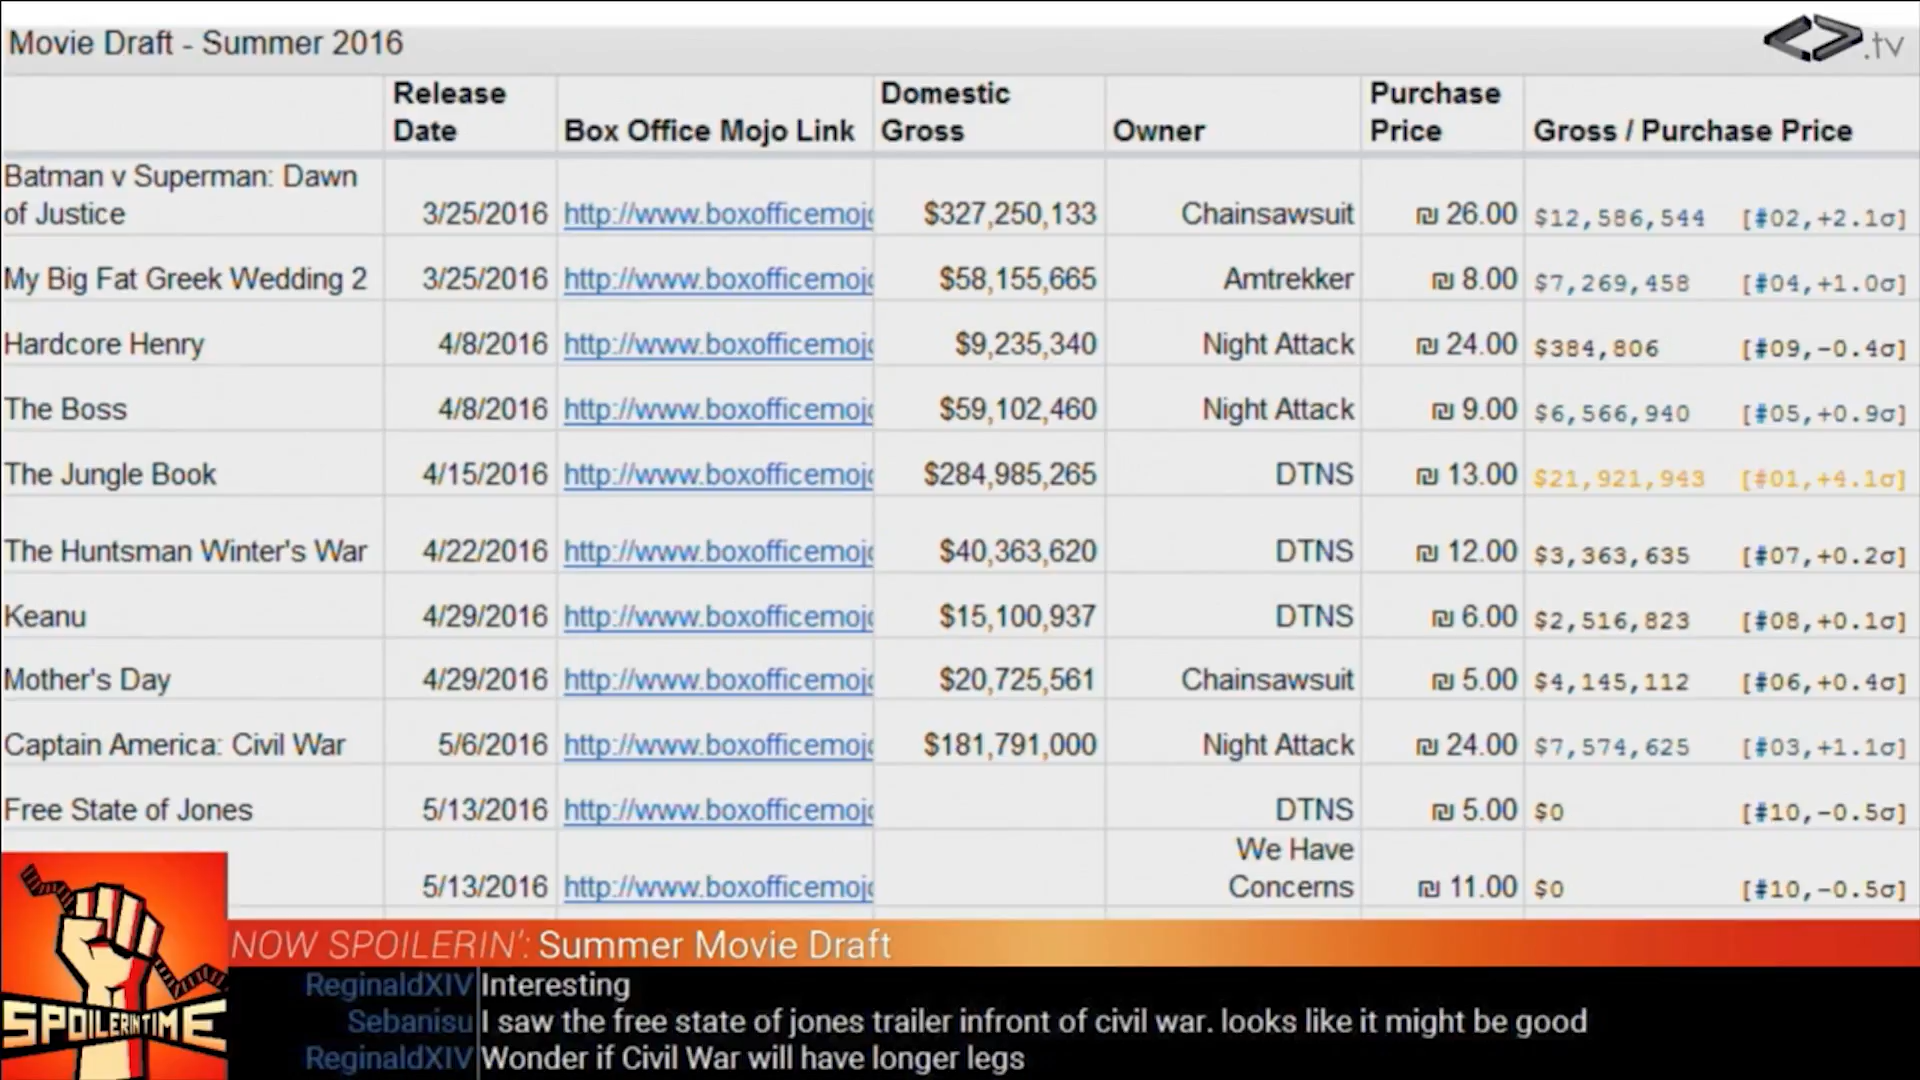 Movie Draft - Summer 2016
.tv
Release Date Box Office Mojo Link Domestic Gross Owner Purchase Price Gross / Purchase Price
Batman v Superman: Dawn of Justice 3/25/2016 http://www.boxofficemojo $327,250,133 Chainsawsuit ₪ 26.00 $12,586,544 [#02,+2.1σ]
My Big Fat Greek Wedding 2 3/25/2016 http://www.boxofficemojo $58,155,665 Amtrekker ₪ 8.00 $7,269,458 [#04,+1.0σ]
Hardcore Henry 4/8/2016 http://www.boxofficemojo $9,235,340 Night Attack ₪ 24.00 $384,806 [#09,-0.4σ]
The Boss 4/8/2016 http://www.boxofficemojo $59,102,460 Night Attack ₪ 9.00 $6,566,940 [#05,+0.9σ]
The Jungle Book 4/15/2016 http://www.boxofficemojo $284,985,265 DTNS ₪ 13.00 $21,921,943 [#01,+4.1σ]
The Huntsman Winter's War 4/22/2016 http://www.boxofficemojo $40,363,620 DTNS ₪ 12.00 $3,363,635 [#07,+0.2σ]
Keanu 4/29/2016 http://www.boxofficemojo $15,100,937 DTNS ₪ 6.00 $2,516,823 [#08,+0.1σ]
Mother's Day 4/29/2016 http://www.boxofficemojo $20,725,561 Chainsawsuit ₪ 5.00 $4,145,112 [#06,+0.4σ]
Captain America: Civil War 5/6/2016 http://www.boxofficemojo $181,791,000 Night Attack ₪ 24.00 $7,574,625 [#03,+1.1σ]
Free State of Jones 5/13/2016 http://www.boxofficemojo DTNS ₪ 5.00 $0 [#10,-0.5σ]
5/13/2016 http://www.boxofficemojo We Have Concerns ₪ 11.00 $0 [#10,-0.5σ]
NOW SPOILERIN': Summer Movie Draft
ReginaldXIV Interesting
Sebanisu I saw the free state of jones trailer infront of civil war. looks like it might be good
ReginaldXIV Wonder if Civil War will have longer legs
SPOILERIN TIME